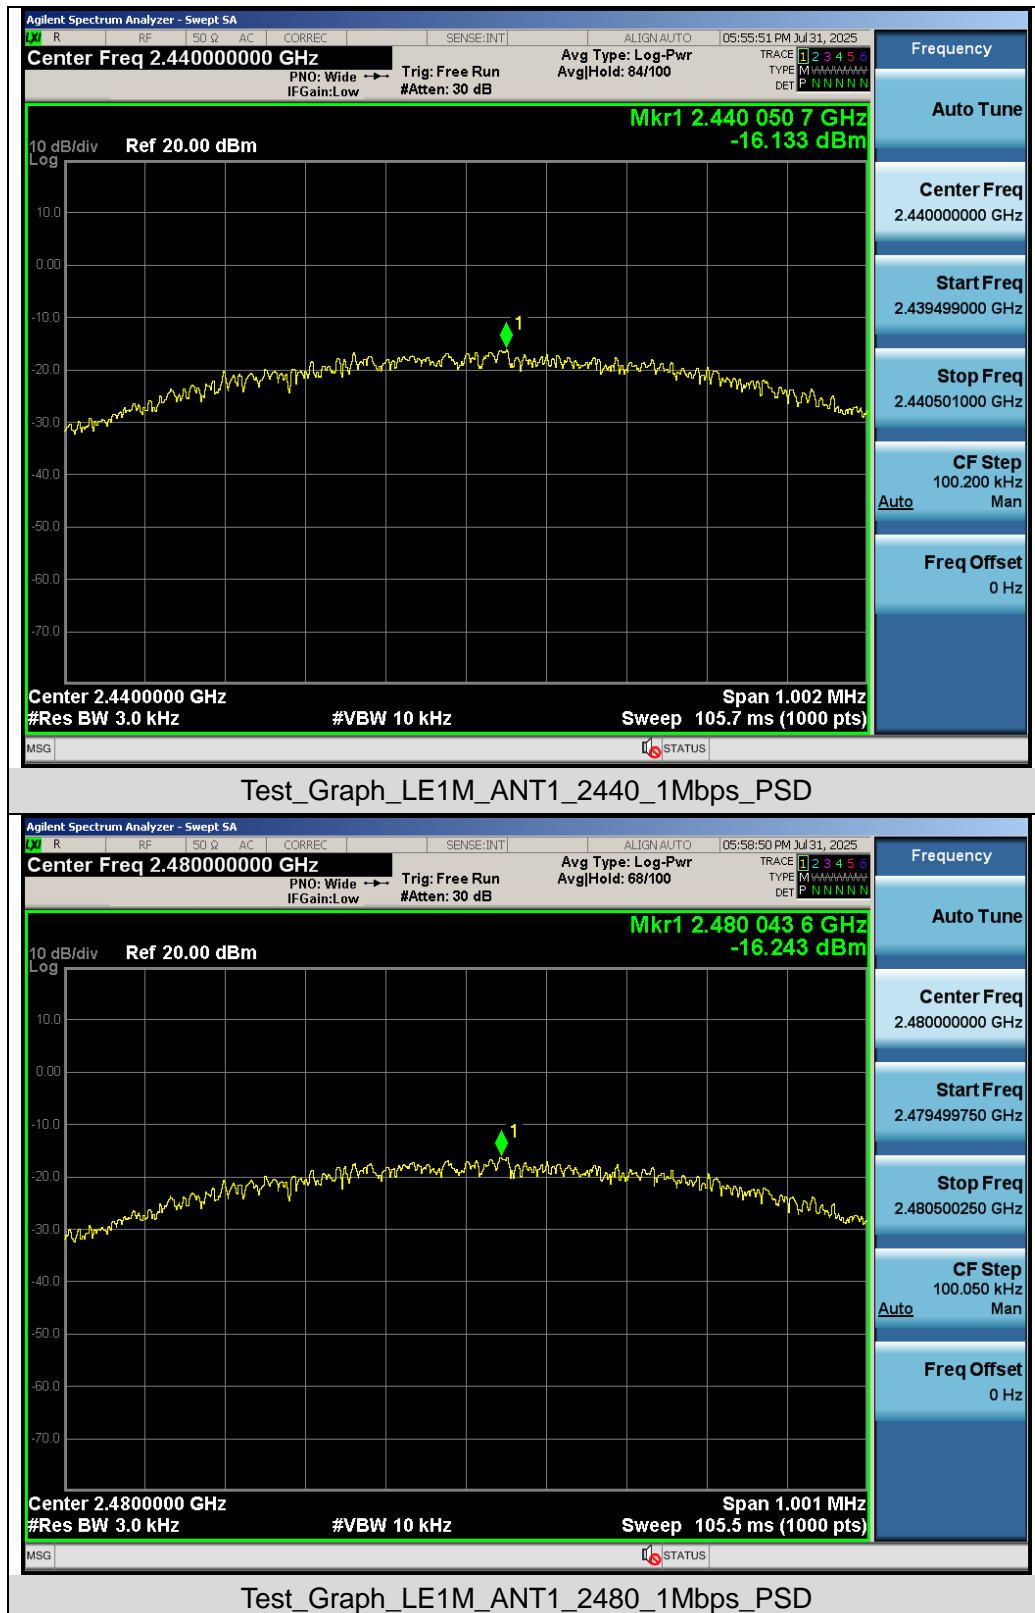 Agilent Spectrum Analyzer - Swept SA
LXI R RF 50 Ω AC CORREC SENSE:INT ALIGN AUTO 05:55:51 PM Jul 31, 2025
Center Freq 2.440000000 GHz
PNO: Wide
IFGain:Low
Trig: Free Run
#Atten: 30 dB
Avg Type: Log-Pwr
Avg|Hold: 84/100
TRACE 1 2 3 4 5 6
TYPE M
DET P N N N N N
Mkr1 2.440 050 7 GHz
-16.133 dBm
10 dB/div Ref 20.00 dBm
Log
10.0
0.00
-10.0
-20.0
-30.0
-40.0
-50.0
-60.0
-70.0
1
Center 2.4400000 GHz Span 1.002 MHz
#Res BW 3.0 kHz #VBW 10 kHz Sweep 105.7 ms (1000 pts)
MSG STATUS
Frequency
Auto Tune
Center Freq
2.440000000 GHz
Start Freq
2.439499000 GHz
Stop Freq
2.440501000 GHz
CF Step
100.200 kHz
Auto Man
Freq Offset
0 Hz
Test_Graph_LE1M_ANT1_2440_1Mbps_PSD
Agilent Spectrum Analyzer - Swept SA
LXI R RF 50 Ω AC CORREC SENSE:INT ALIGN AUTO 05:58:50 PM Jul 31, 2025
Center Freq 2.480000000 GHz
PNO: Wide
IFGain:Low
Trig: Free Run
#Atten: 30 dB
Avg Type: Log-Pwr
Avg|Hold: 68/100
TRACE 1 2 3 4 5 6
TYPE M
DET P N N N N N
Mkr1 2.480 043 6 GHz
-16.243 dBm
10 dB/div Ref 20.00 dBm
Log
10.0
0.00
-10.0
-20.0
-30.0
-40.0
-50.0
-60.0
-70.0
1
Center 2.4800000 GHz Span 1.001 MHz
#Res BW 3.0 kHz #VBW 10 kHz Sweep 105.5 ms (1000 pts)
MSG STATUS
Frequency
Auto Tune
Center Freq
2.480000000 GHz
Start Freq
2.479499750 GHz
Stop Freq
2.480500250 GHz
CF Step
100.050 kHz
Auto Man
Freq Offset
0 Hz
Test_Graph_LE1M_ANT1_2480_1Mbps_PSD